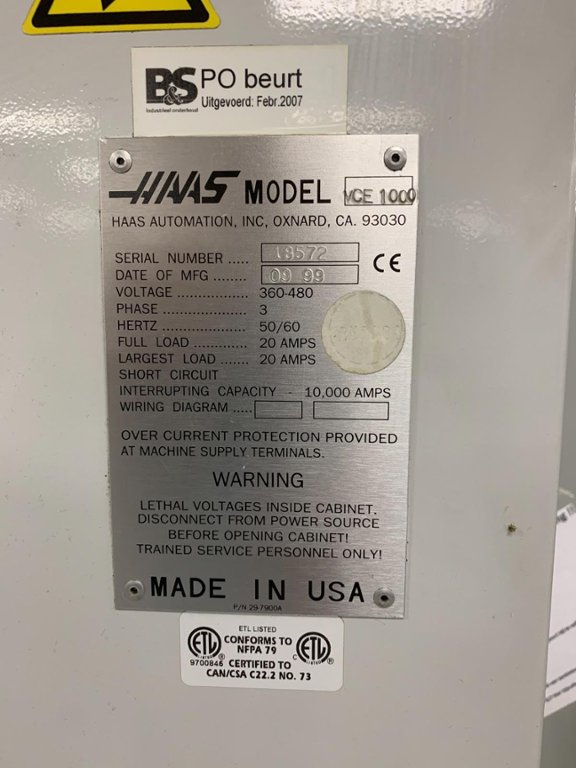 B&S PO beurt
Industrieel onderhoud
Uitgevoerd: Febr.2007
HAAS MODEL VCE 1000
HAAS AUTOMATION, INC, OXNARD, CA. 93030
SERIAL NUMBER .... 18572
DATE OF MFG ........ 09 99
CE
VOLTAGE ................. 360-480
PHASE ..................... 3
HERTZ ..................... 50/60
FULL LOAD .............. 20 AMPS
LARGEST LOAD ....... 20 AMPS
SHORT CIRCUIT
INTERRUPTING CAPACITY - 10,000 AMPS
WIRING DIAGRAM .....
OVER CURRENT PROTECTION PROVIDED
AT MACHINE SUPPLY TERMINALS.
WARNING
LETHAL VOLTAGES INSIDE CABINET.
DISCONNECT FROM POWER SOURCE
BEFORE OPENING CABINET!
TRAINED SERVICE PERSONNEL ONLY!
MADE IN USA
P/N 29-7900A
ETL LISTED
CONFORMS TO
NFPA 79
ETL
C ETL
9700846 CERTIFIED TO
CAN/CSA C22.2 NO. 73